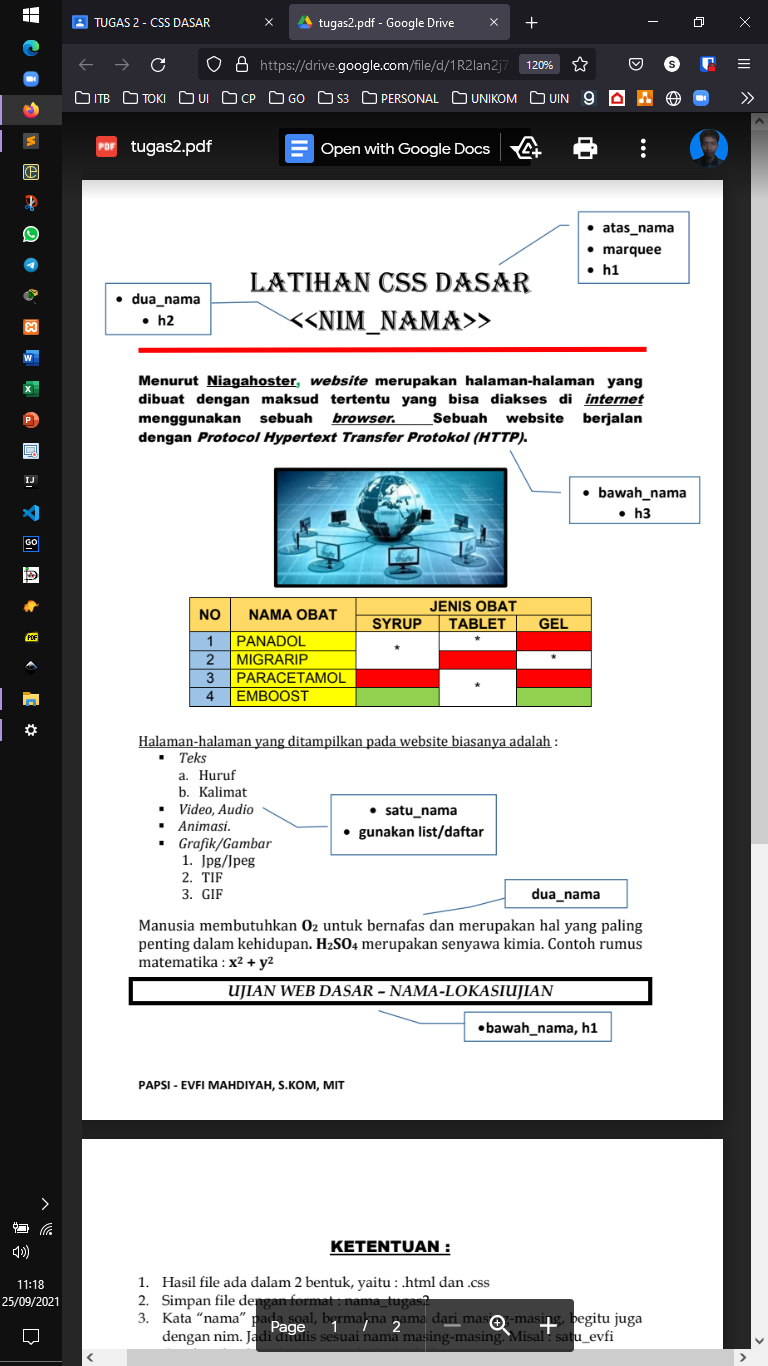 TUGAS 2 - CSS DASAR
tugas2.pdf - Google Drive
https://drive.google.com/file/d/1R2lan2j7
120%
ITB TOKI UI CP GO S3 PERSONAL UNIKOM UIN
PDF tugas2.pdf
Open with Google Docs
• atas_nama
• marquee
• h1
LATIHAN CSS DASAR
• dua_nama
• h2
<<NIM_NAMA>>
Menurut Niagahoster, website merupakan halaman-halaman yang
dibuat dengan maksud tertentu yang bisa diakses di internet
menggunakan sebuah browser. Sebuah website berjalan
dengan Protocol Hypertext Transfer Protokol (HTTP).
• bawah_nama
• h3
NO NAMA OBAT JENIS OBAT
SYRUP TABLET GEL
1 PANADOL * *
2 MIGRARIP *
3 PARACETAMOL *
4 EMBOOST
Halaman-halaman yang ditampilkan pada website biasanya adalah :
▪ Teks
a. Huruf
b. Kalimat
▪ Video, Audio
▪ Animasi.
▪ Grafik/Gambar
1. Jpg/Jpeg
2. TIF
3. GIF
• satu_nama
• gunakan list/daftar
dua_nama
Manusia membutuhkan O₂ untuk bernafas dan merupakan hal yang paling
penting dalam kehidupan. H₂SO₄ merupakan senyawa kimia. Contoh rumus
matematika : x² + y²
UJIAN WEB DASAR – NAMA-LOKASIUJIAN
•bawah_nama, h1
PAPSI - EVFI MAHDIYAH, S.KOM, MIT
KETENTUAN :
1. Hasil file ada dalam 2 bentuk, yaitu : .html dan .css
2. Simpan file dengan format : nama_tugas2
3. Kata “nama” pada soal, bermakna nama dari masing-masing, begitu juga
dengan nim. Jadi ditulis sesuai nama masing-masing. Misal : satu_evfi
Page 1 / 2
11:18
25/09/2021